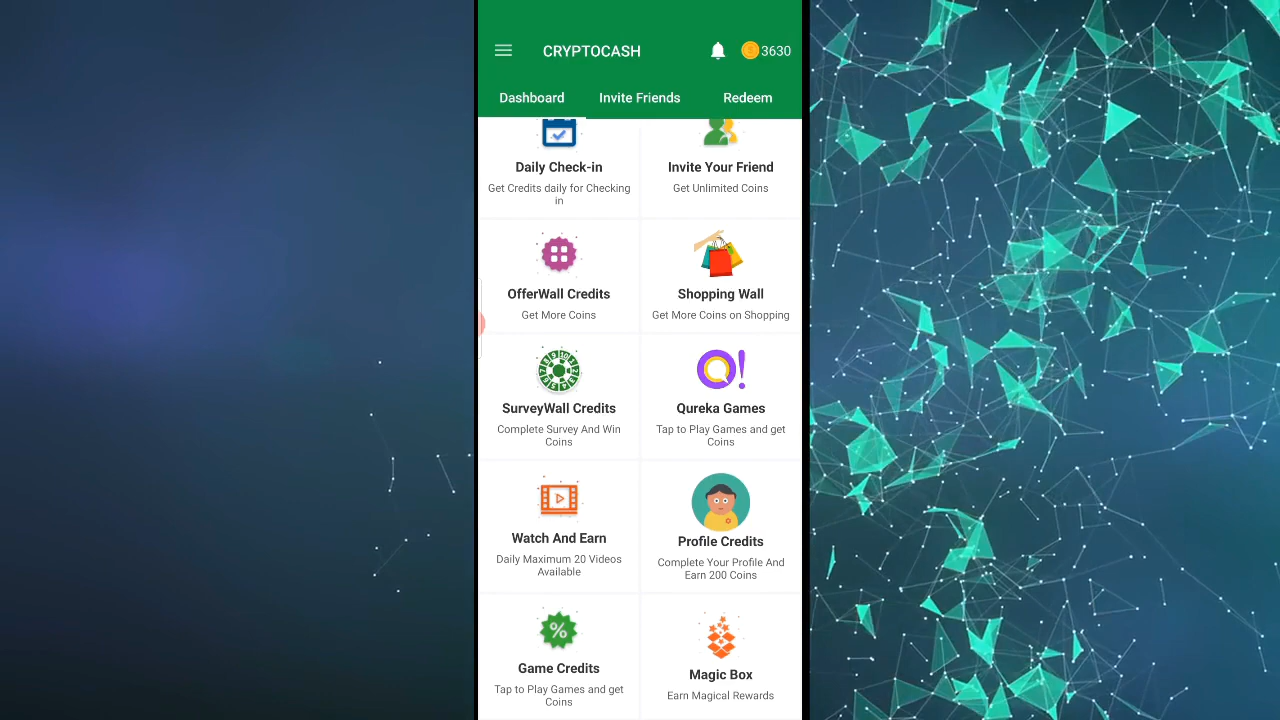 CRYPTOCASH
3630
Dashboard
Invite Friends
Redeem
Daily Check-in
Get Credits daily for Checking
in
Invite Your Friend
Get Unlimited Coins
OfferWall Credits
Get More Coins
Shopping Wall
Get More Coins on Shopping
SurveyWall Credits
Complete Survey And Win
Coins
Qureka Games
Tap to Play Games and get
Coins
Watch And Earn
Daily Maximum 20 Videos
Available
Profile Credits
Complete Your Profile And
Earn 200 Coins
Game Credits
Tap to Play Games and get
Coins
Magic Box
Earn Magical Rewards